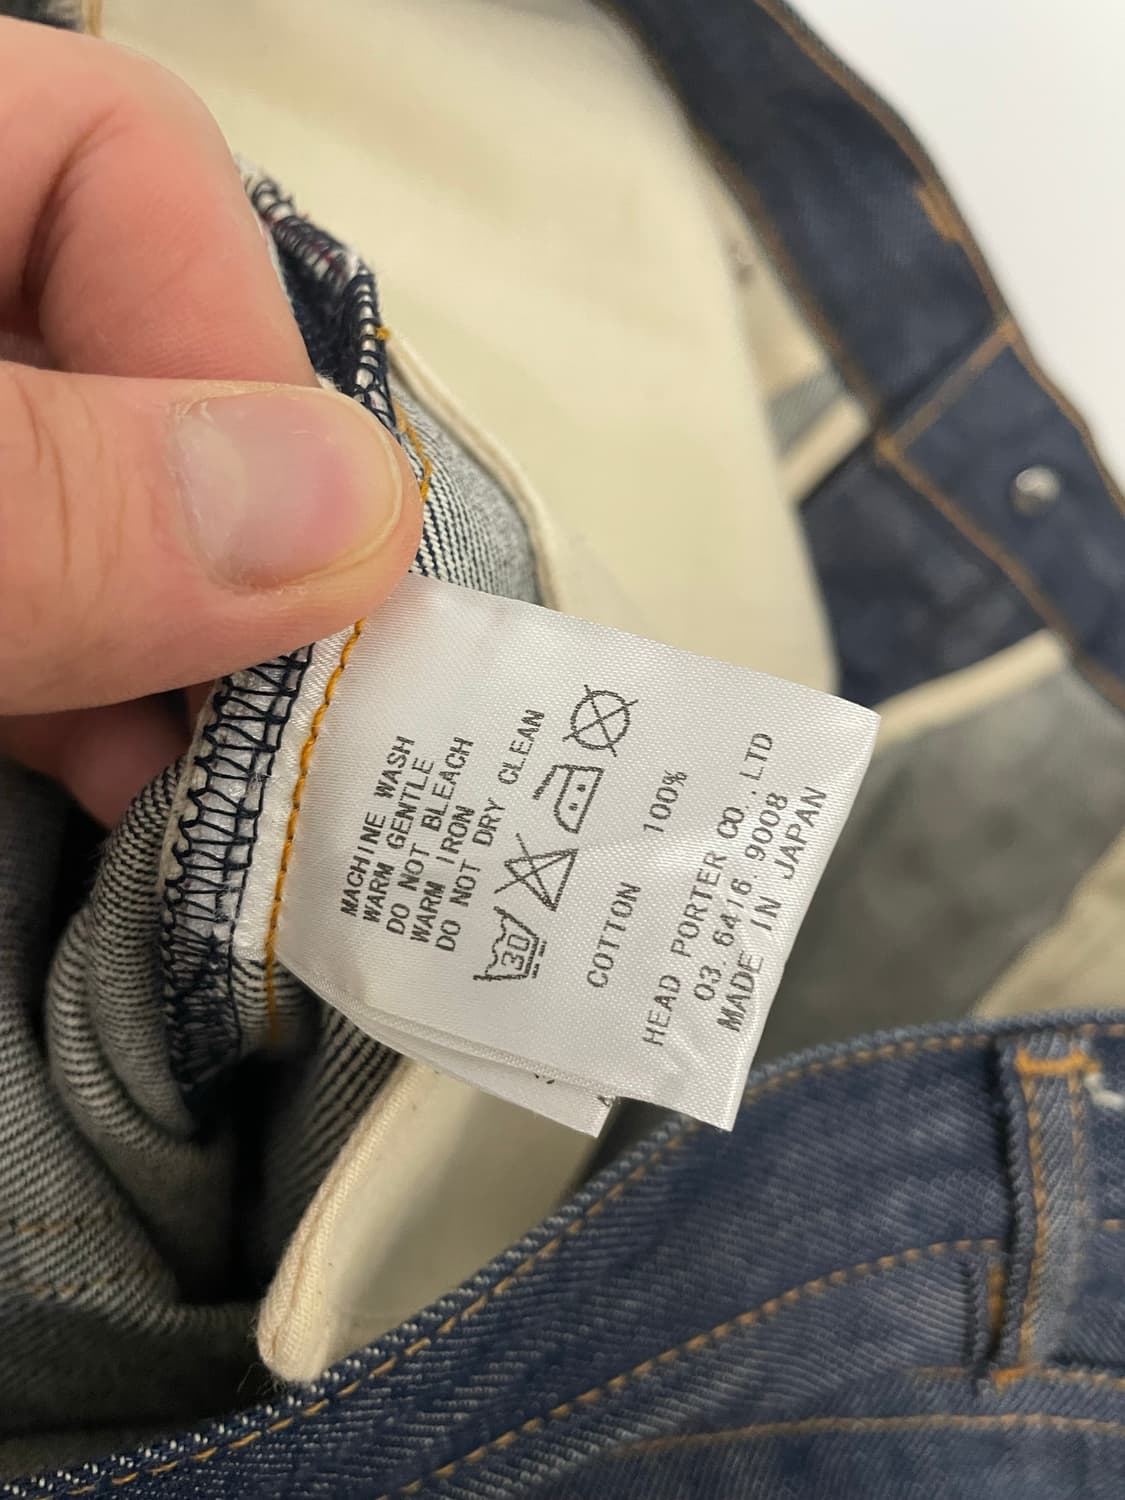 MACHINE WASH
WARM GENTLE
DO NOT BLEACH
WARM IRON
DO NOT DRY CLEAN
30
COTTON 100%
HEAD PORTER CO.,LTD
03.6416.9008
MADE IN JAPAN